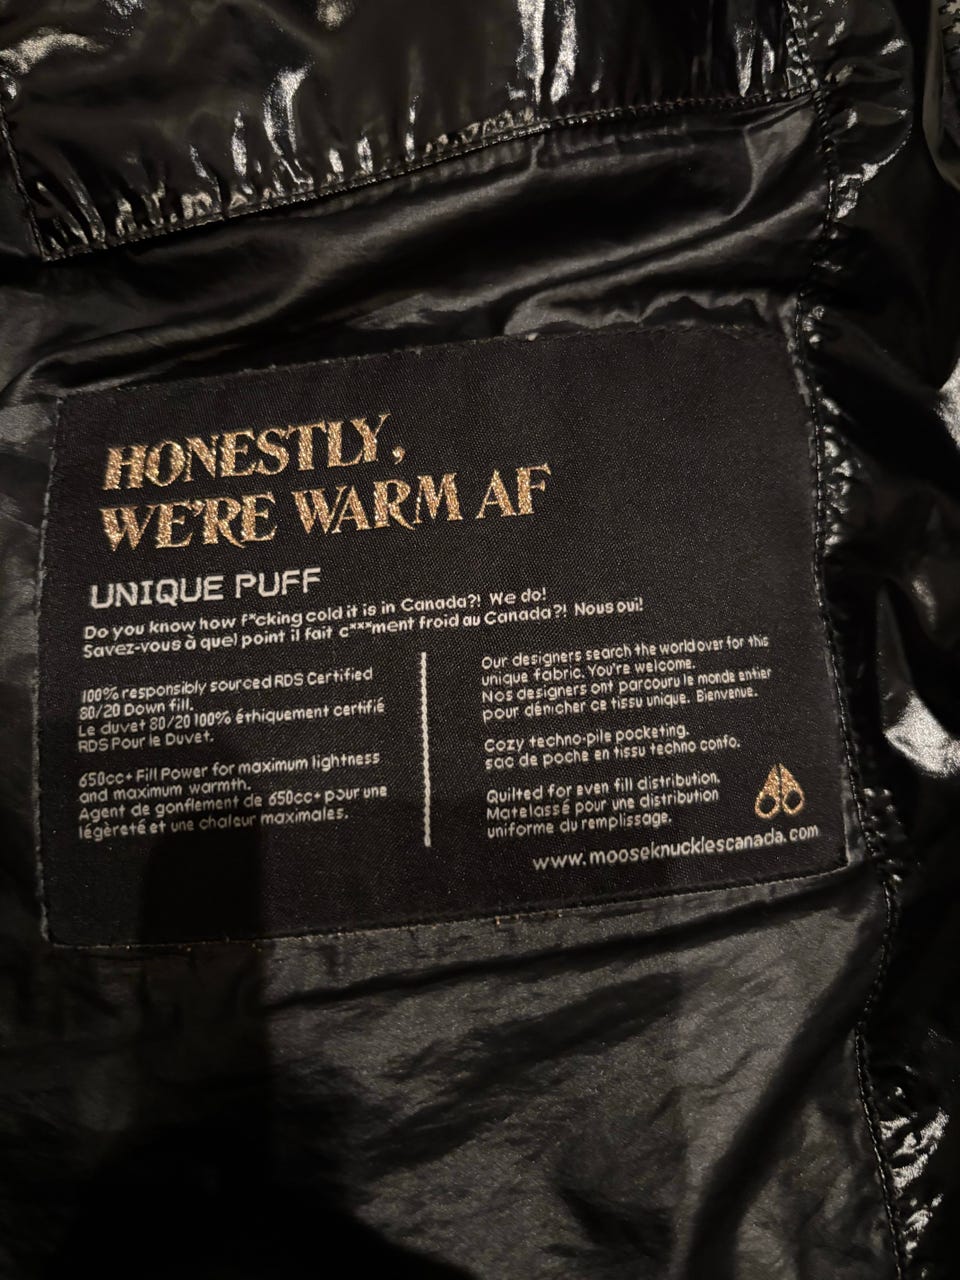 HONESTLY,
WE'RE WARM AF
UNIQUE PUFF
Do you know how f*cking cold it is in Canada?! We do!
Savez-vous à quel point il fait c***ment froid au Canada?! Nous oui!
100% responsibly sourced RDS Certified
80/20 Down fill.
Le duvet 80/20 100% éthiquement certifié
RDS Pour le Duvet.
650cc+ Fill Power for maximum lightness
and maximum warmth.
Agent de gonflement de 650cc+ pour une
légèreté et une chaleur maximales.
Our designers search the world over for this
unique fabric. You're welcome.
Nos designers ont parcouru le monde entier
pour dénicher ce tissu unique. Bienvenue.
Cozy techno-pile pocketing.
sac de poche en tissu techno confo.
Quilted for even fill distribution.
Matelassé pour une distribution
uniforme du remplissage.
www.mooseknucklescanada.com